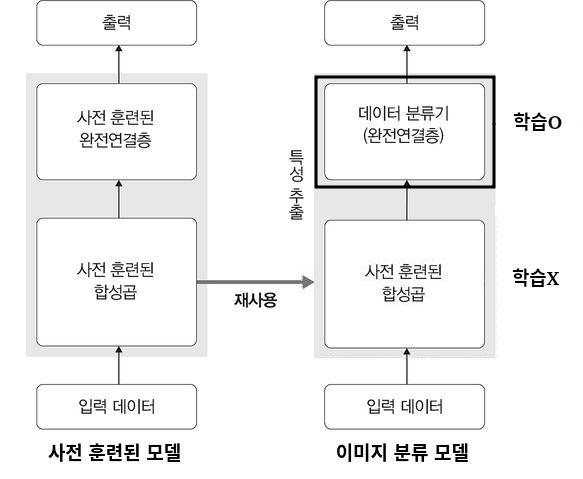 출력
사전 훈련된
완전연결층
사전 훈련된
합성곱
입력 데이터
사전 훈련된 모델
재사용
출력
데이터 분류기
(완전연결층)
특성 추출
사전 훈련된
합성곱
입력 데이터
이미지 분류 모델
학습O
학습X